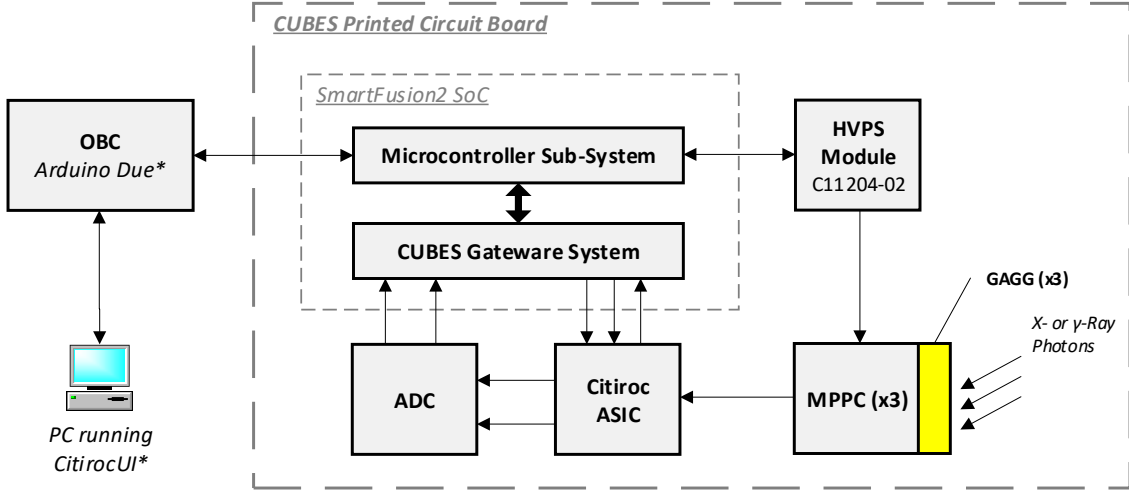 CUBES Printed Circuit Board
SmartFusion2 SoC
OBC
Arduino Due*
Microcontroller Sub-System
HVPS
Module
C11204-02
CUBES Gateware System
GAGG (x3)
X- or γ-Ray
Photons
ADC
Citiroc
ASIC
MPPC (x3)
PC running
CitirocUI*